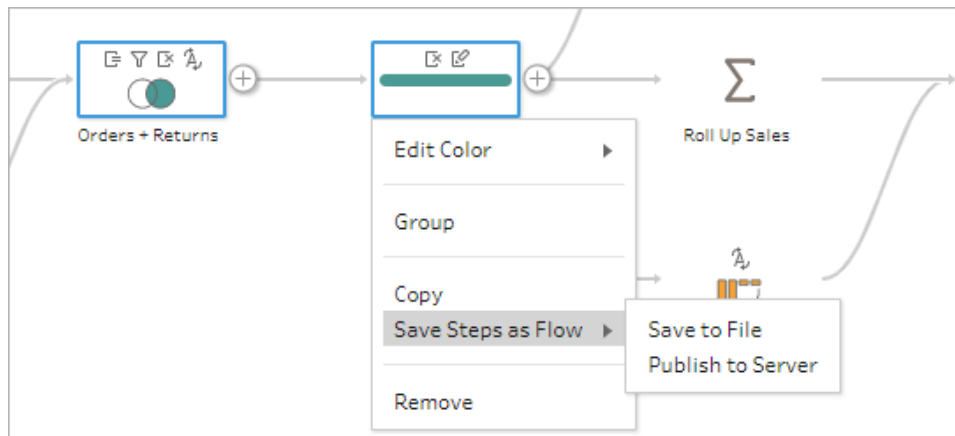 Orders + Returns
Roll Up Sales
Edit Color
Group
Copy
Save Steps as Flow
Save to File
Publish to Server
Remove